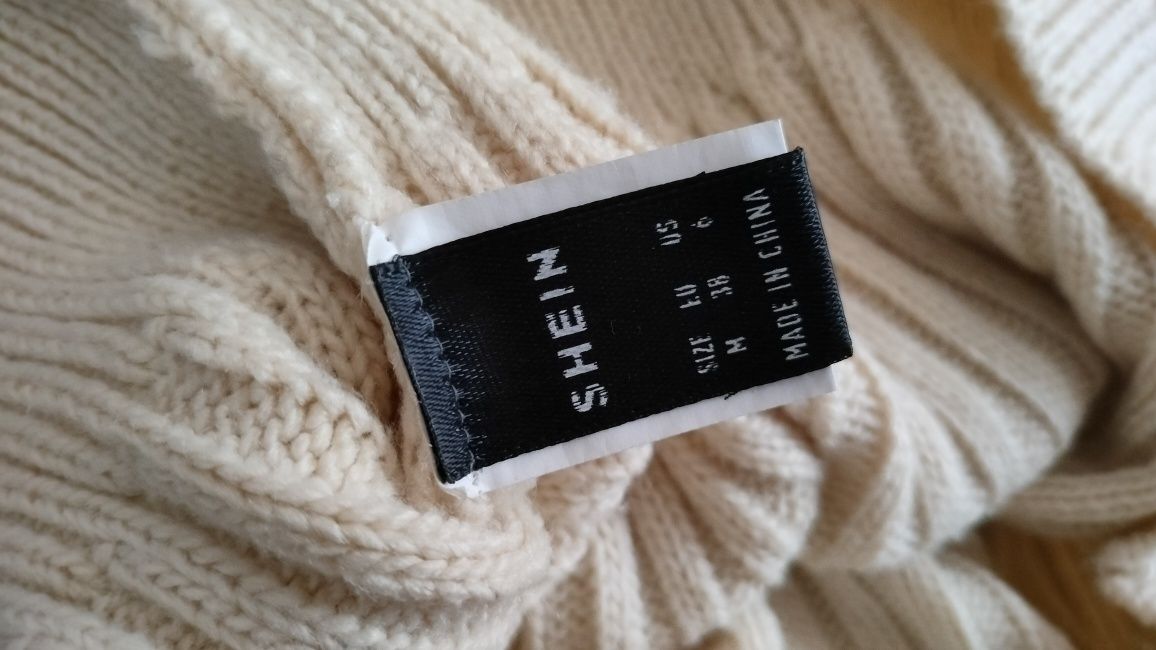 SHEIN
SIZE EU US
M 38 6
MADE IN CHINA